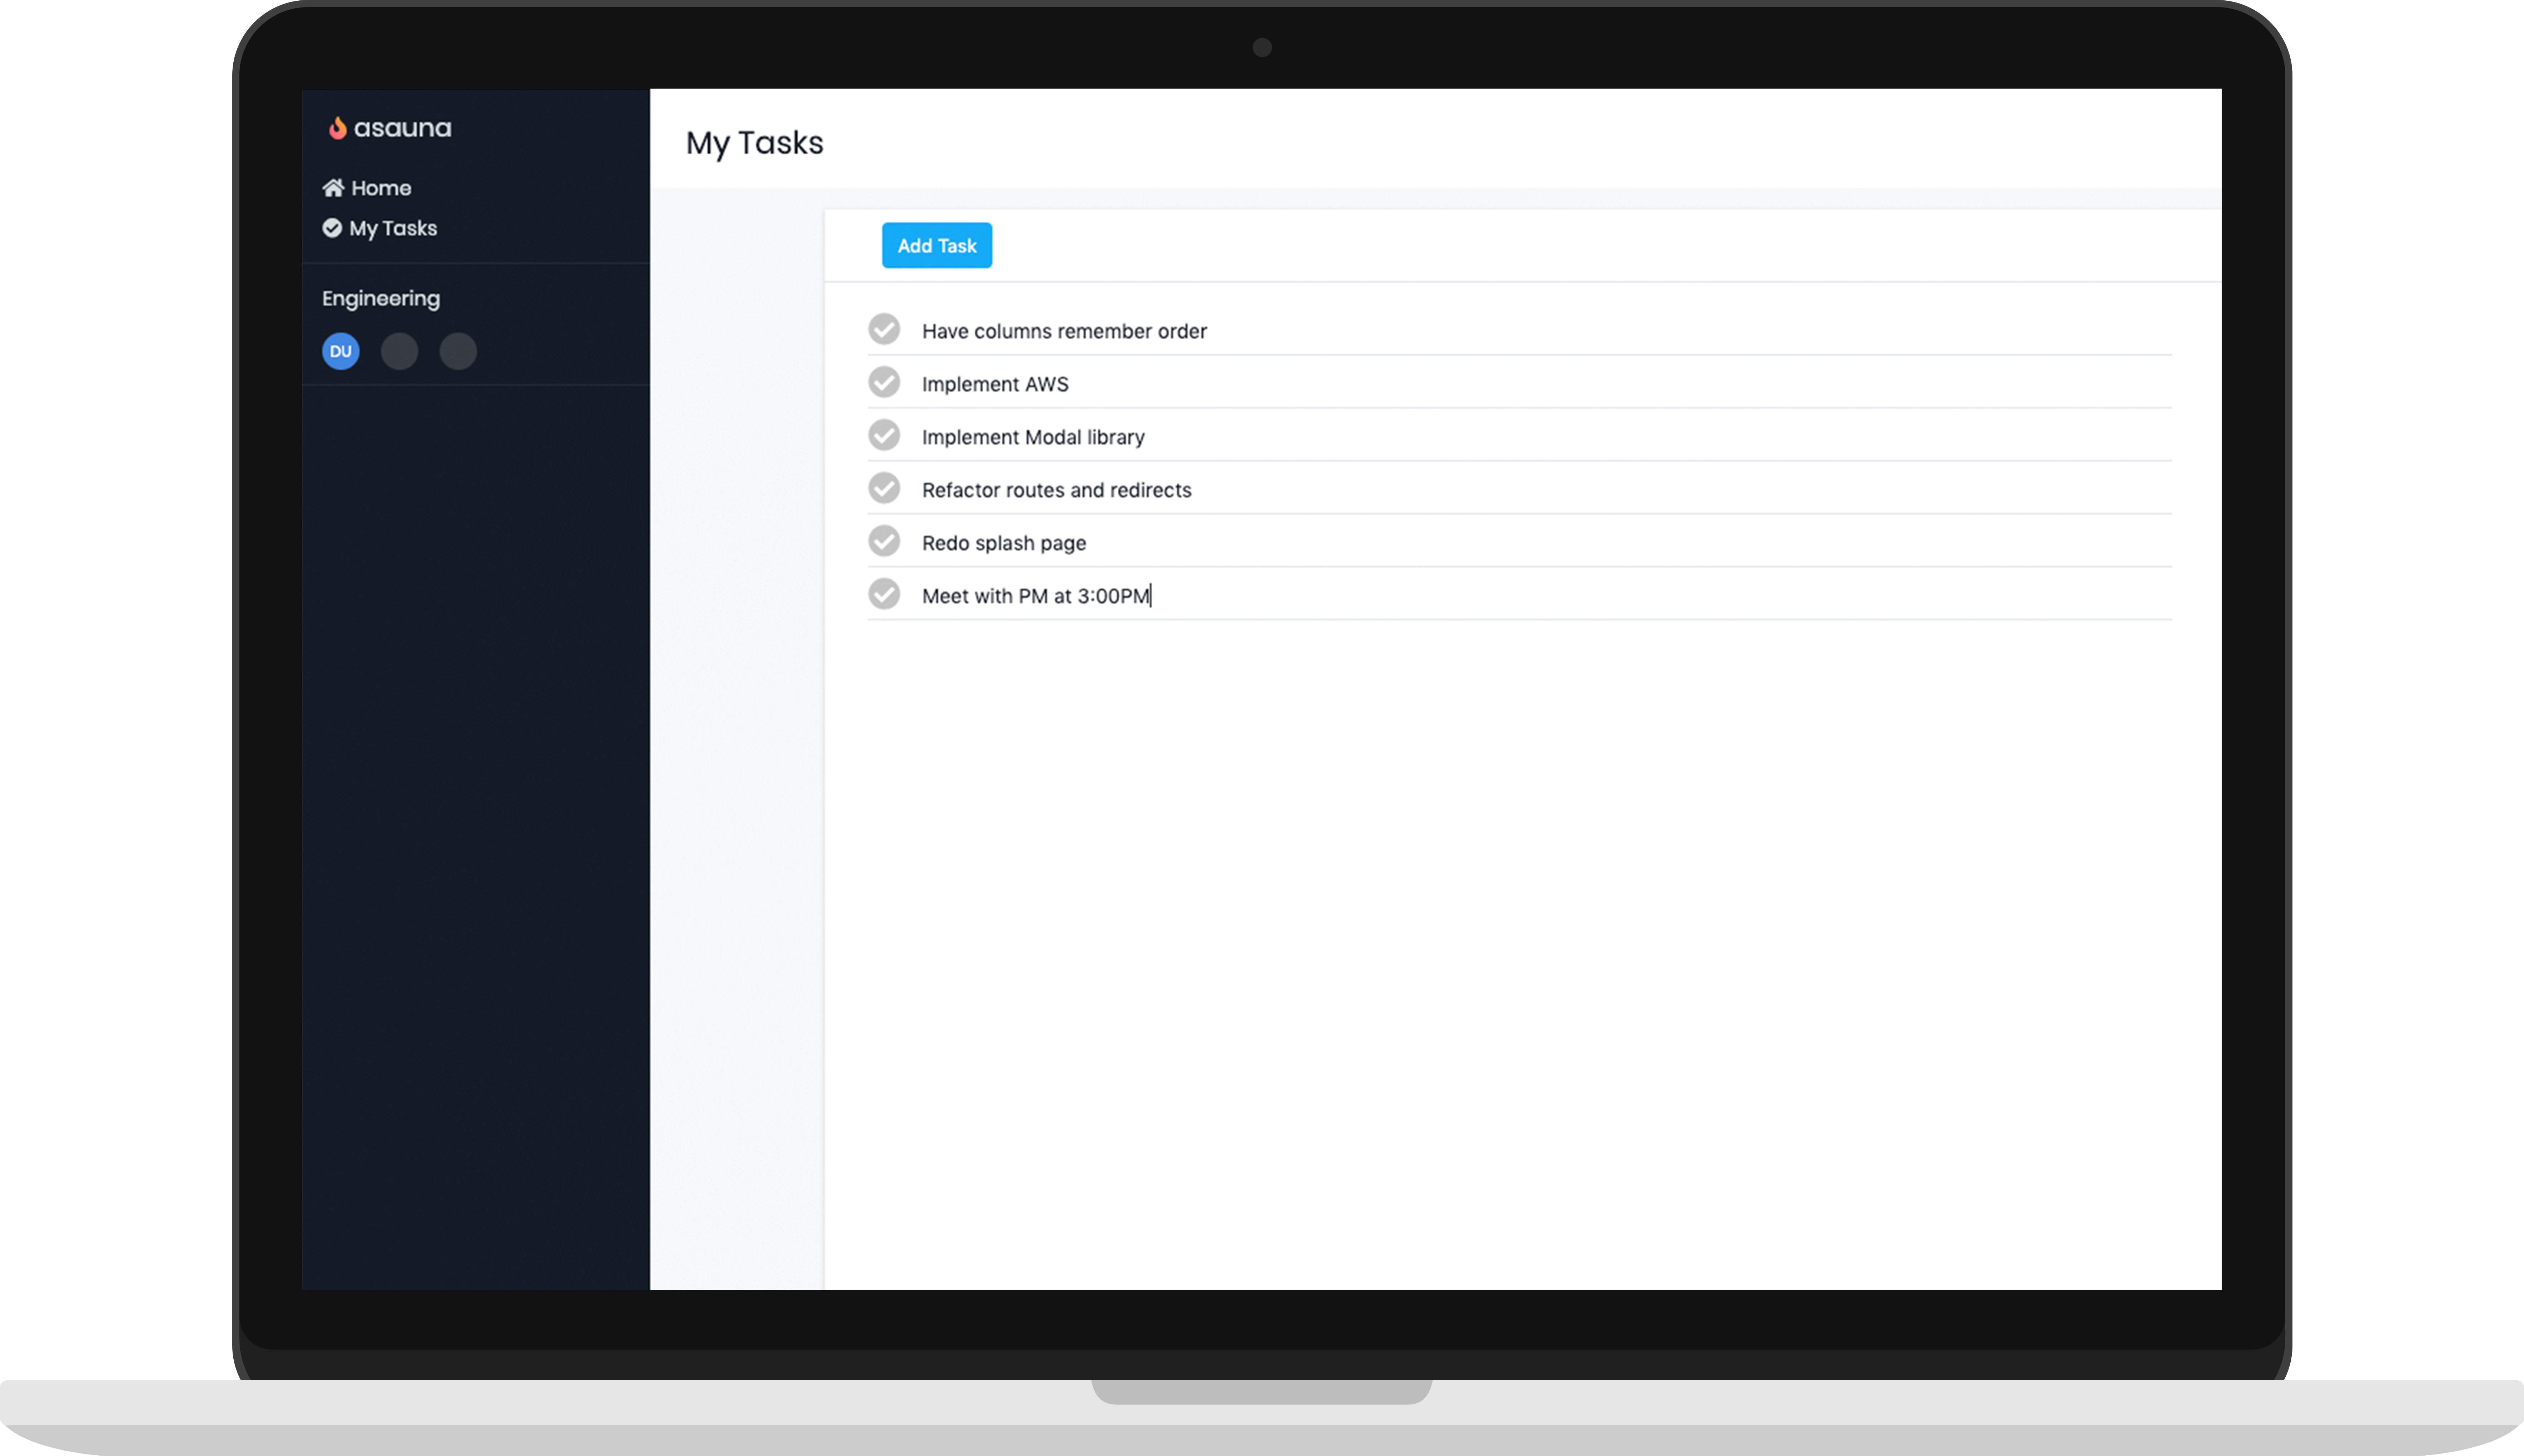 asauna
Home
My Tasks
Engineering
DU
My Tasks
Add Task
Have columns remember order
Implement AWS
Implement Modal library
Refactor routes and redirects
Redo splash page
Meet with PM at 3:00PM